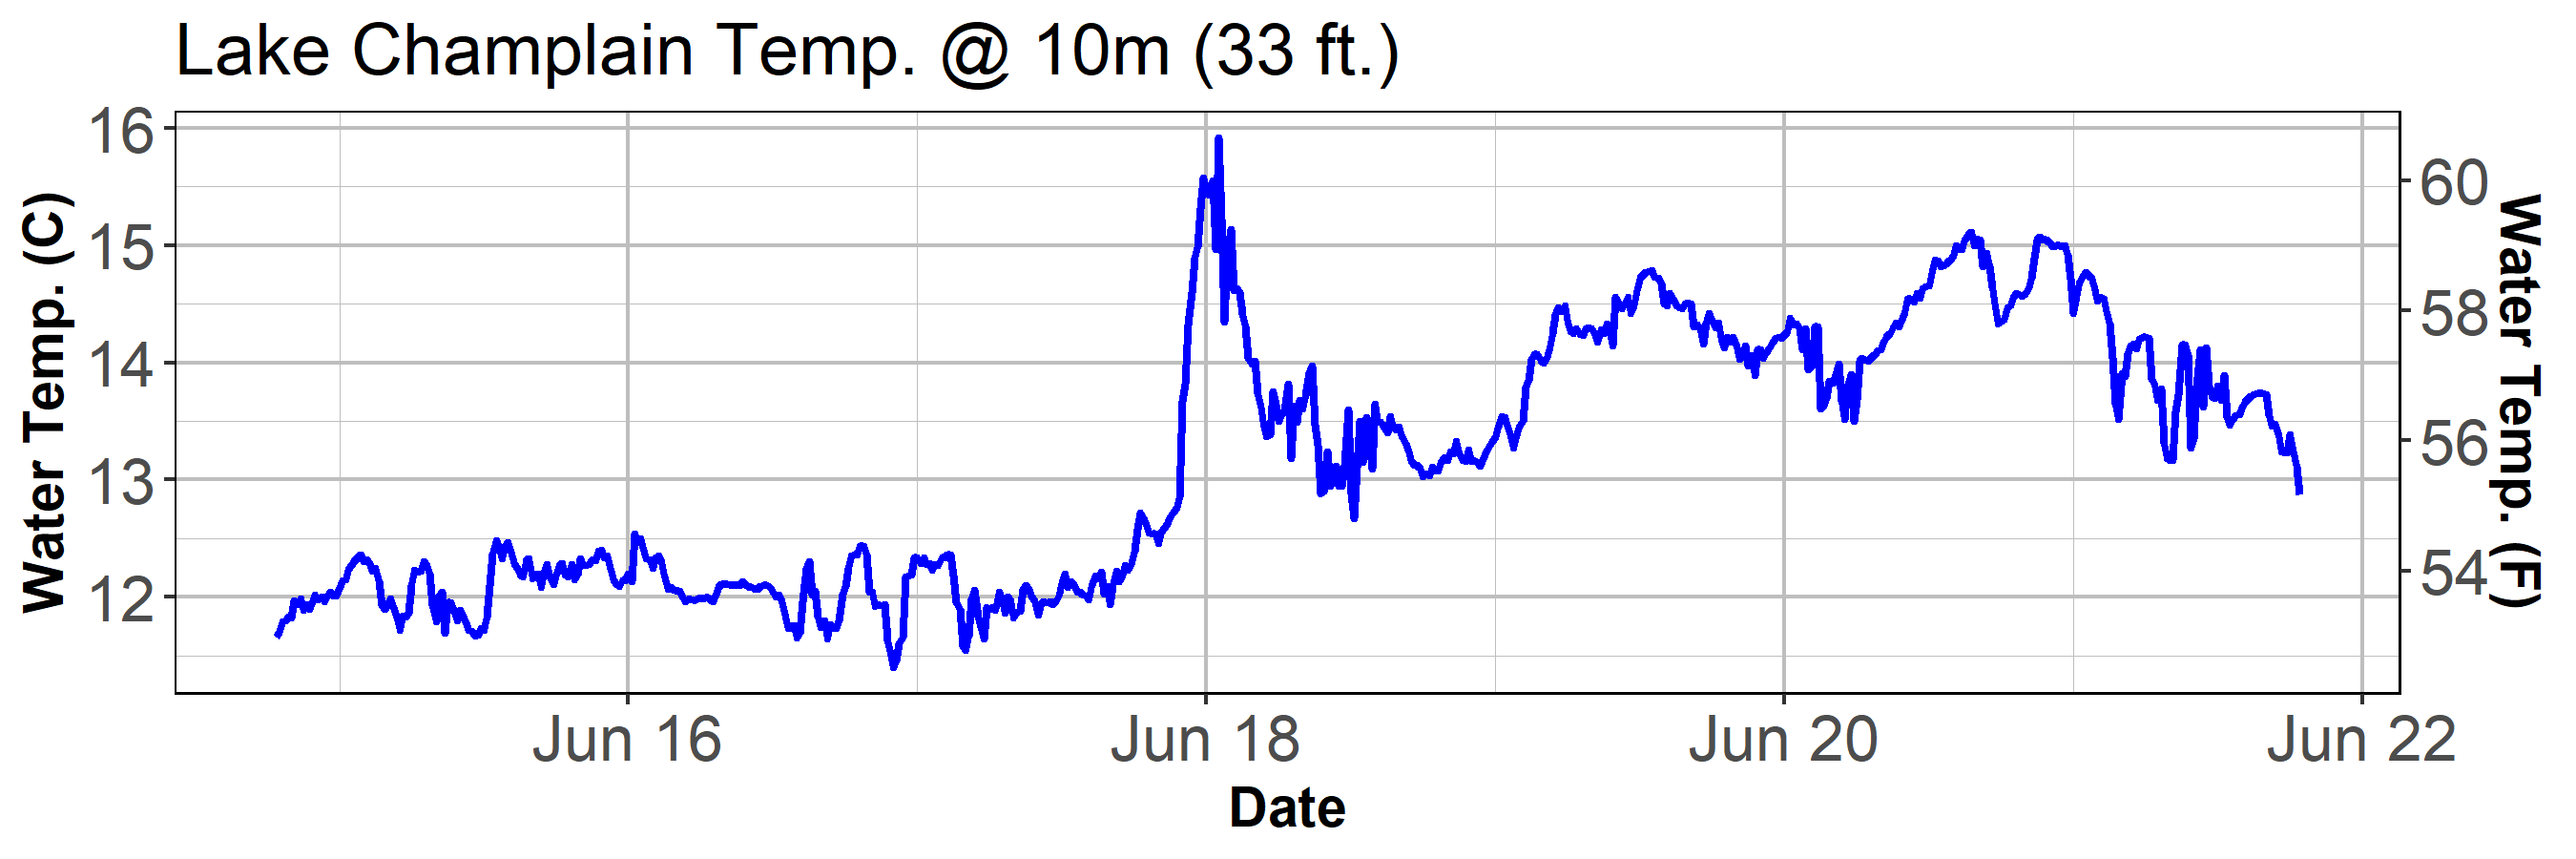 Lake Champlain Temp. @ 10m (33 ft.)
Water Temp. (C)
16
15
14
13
12
60
58
56
54
Water Temp. (F)
Jun 16 Jun 18 Jun 20 Jun 22
Date